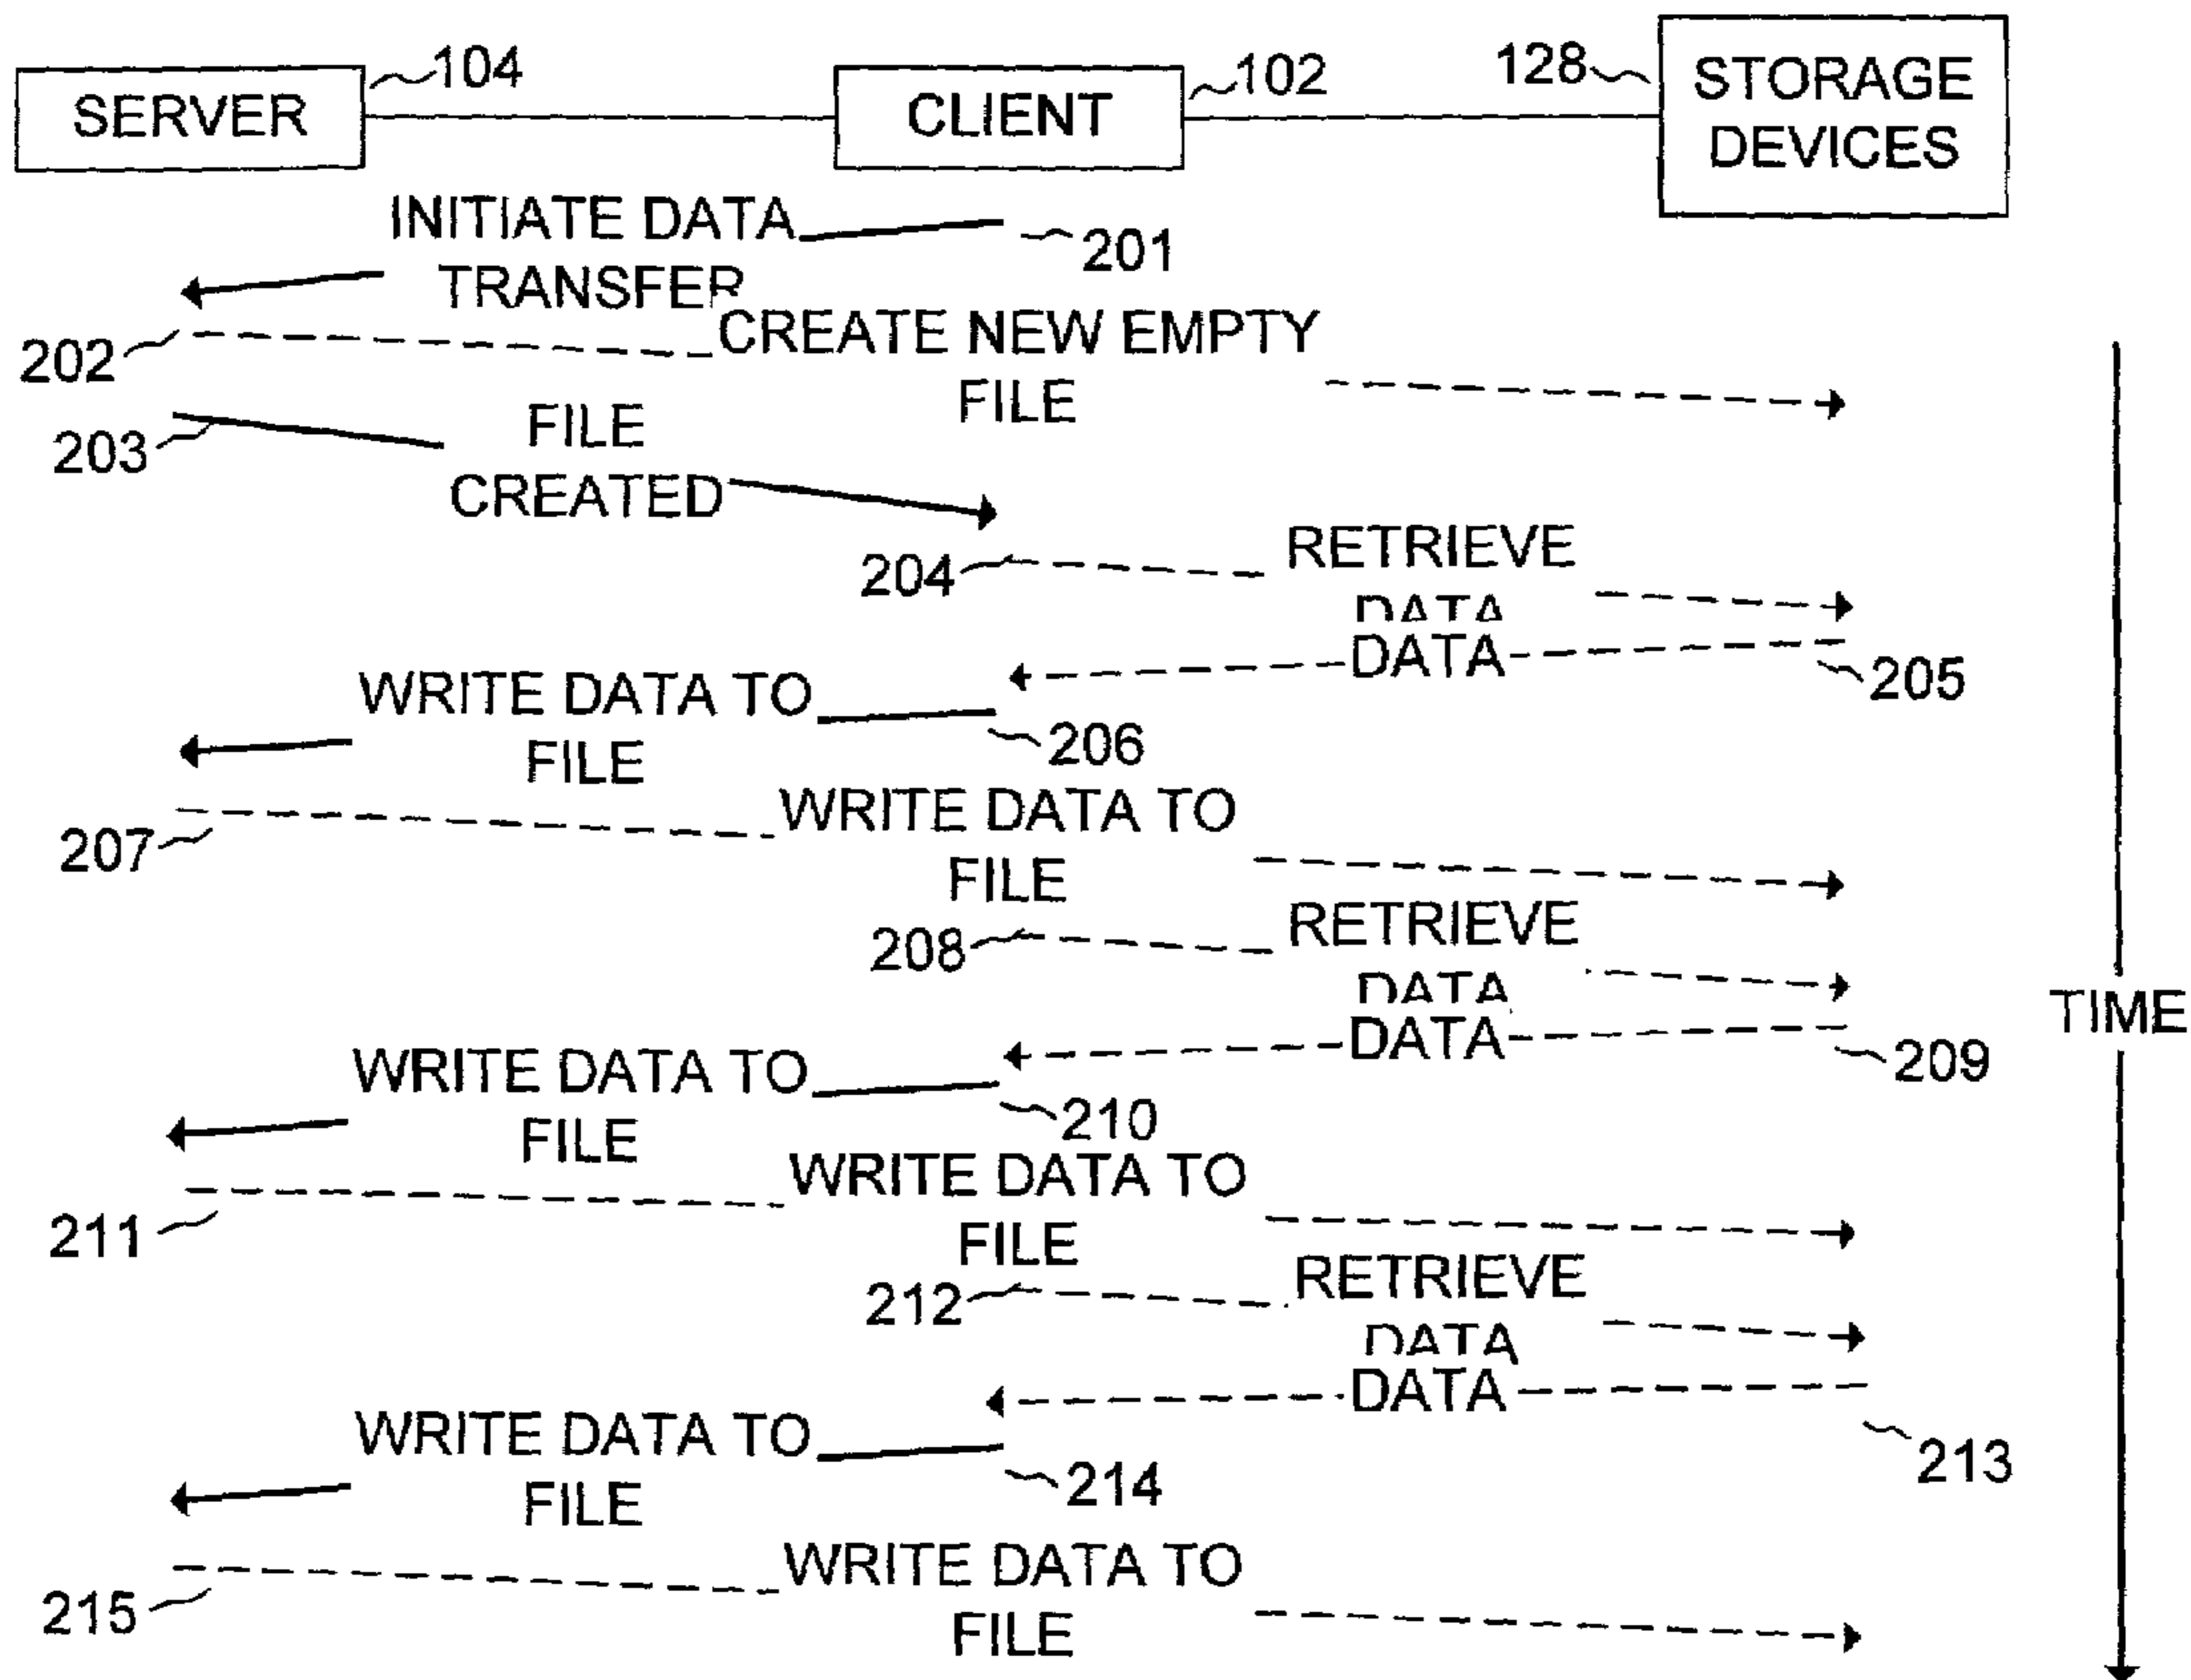 SERVER
104
CLIENT
102
128
STORAGE
DEVICES
INITIATE DATA
TRANSFER
201
202
CREATE NEW EMPTY
FILE
203
FILE
CREATED
204
RETRIEVE
DATA
DATA
205
WRITE DATA TO
FILE
206
207
WRITE DATA TO
FILE
208
RETRIEVE
DATA
DATA
209
TIME
WRITE DATA TO
FILE
210
211
WRITE DATA TO
FILE
212
RETRIEVE
DATA
DATA
213
WRITE DATA TO
FILE
214
215
WRITE DATA TO
FILE